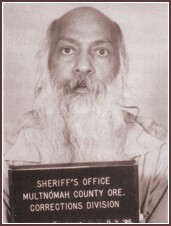 SHERIFF'S OFFICE
MULTNOMAH COUNTY ORE.
CORRECTIONS DIVISION